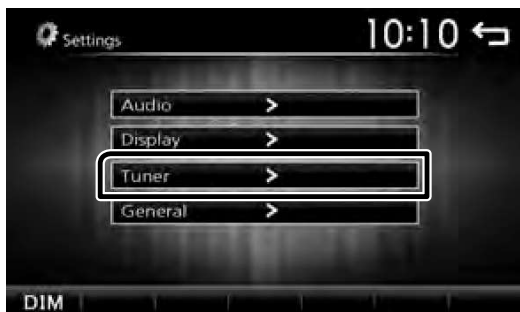 Settings 10:10
Audio >
Display >
Tuner >
General >
DIM